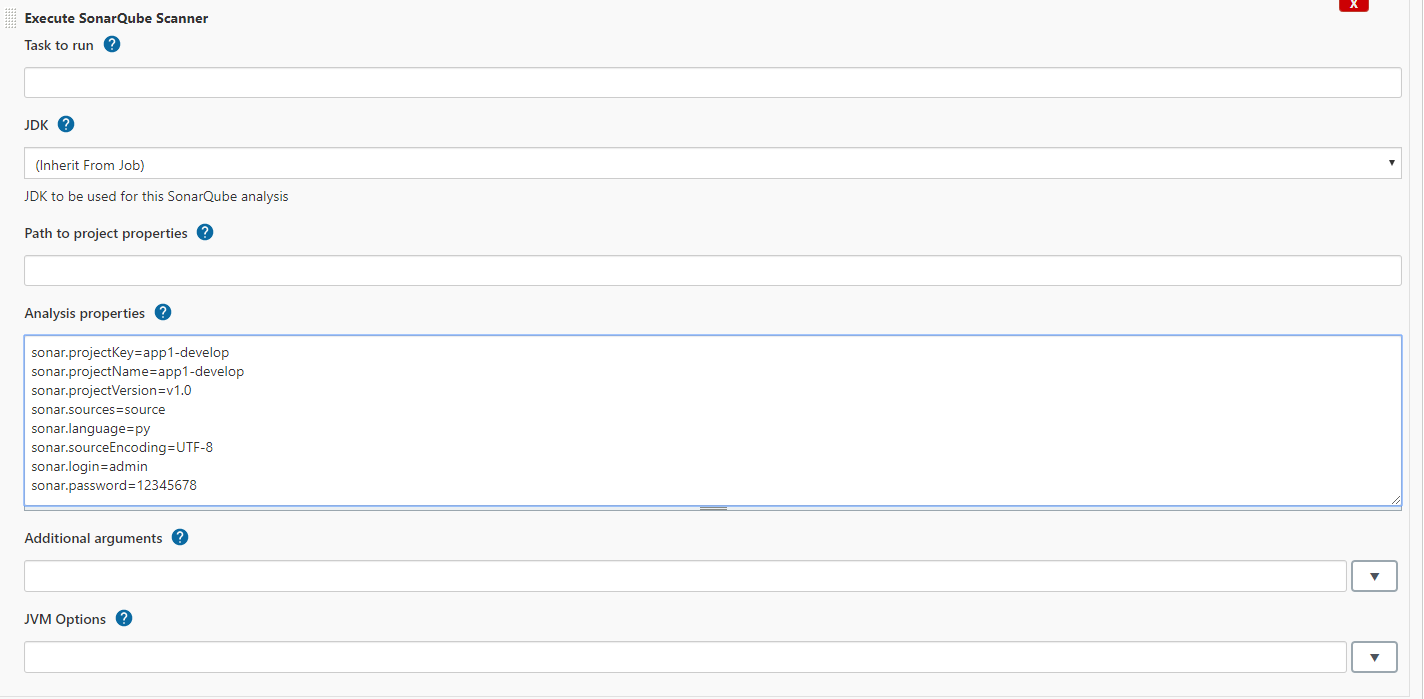 Execute SonarQube Scanner
X
Task to run ?
JDK ?
(Inherit From Job)
JDK to be used for this SonarQube analysis
Path to project properties ?
Analysis properties ?
sonar.projectKey=app1-develop
sonar.projectName=app1-develop
sonar.projectVersion=v1.0
sonar.sources=source
sonar.language=py
sonar.sourceEncoding=UTF-8
sonar.login=admin
sonar.password=12345678
Additional arguments ?
JVM Options ?